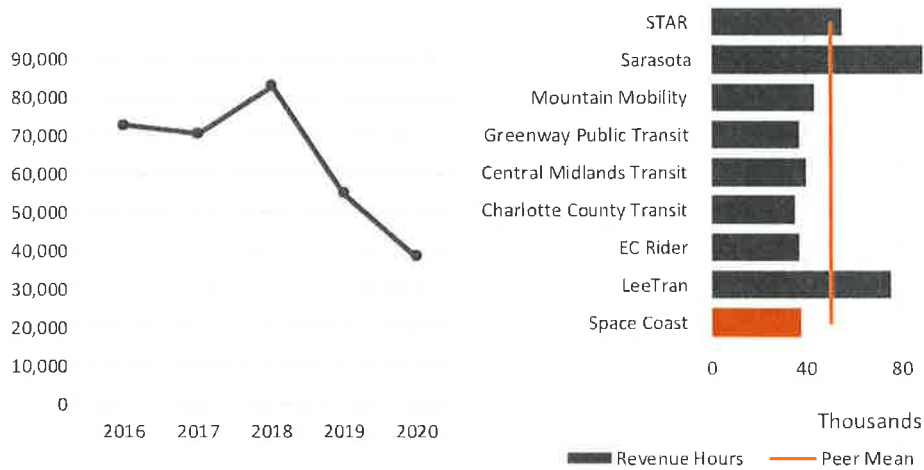 90,000
80,000
70,000
60,000
50,000
40,000
30,000
20,000
10,000
0
2016 2017 2018 2019 2020
STAR
Sarasota
Mountain Mobility
Greenway Public Transit
Central Midlands Transit
Charlotte County Transit
EC Rider
LeeTran
Space Coast
0 40 80
Thousands
Revenue Hours Peer Mean